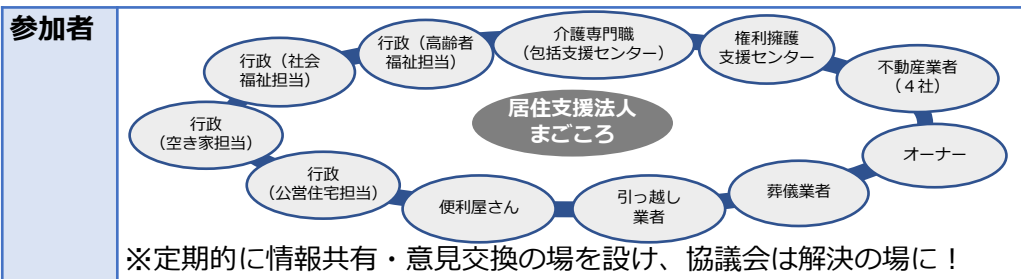 参加者
行政（社会
福祉担当）
行政（高齢者
福祉担当）
介護専門職
（包括支援センター）
権利擁護
支援センター
不動産業者
（４社）
オーナー
葬儀業者
引っ越し
業者
便利屋さん
行政
（公営住宅担当）
行政
（空き家担当）
居住支援法人
まごころ
※定期的に情報共有・意見交換の場を設け、協議会は解決の場に！